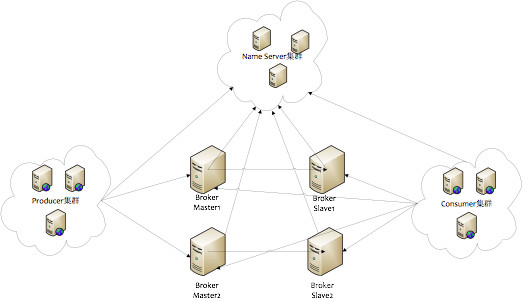 Name Server集群
Producer集群
Broker
Master1
Broker
Slave1
Consumer集群
Broker
Master2
Broker
Slave2